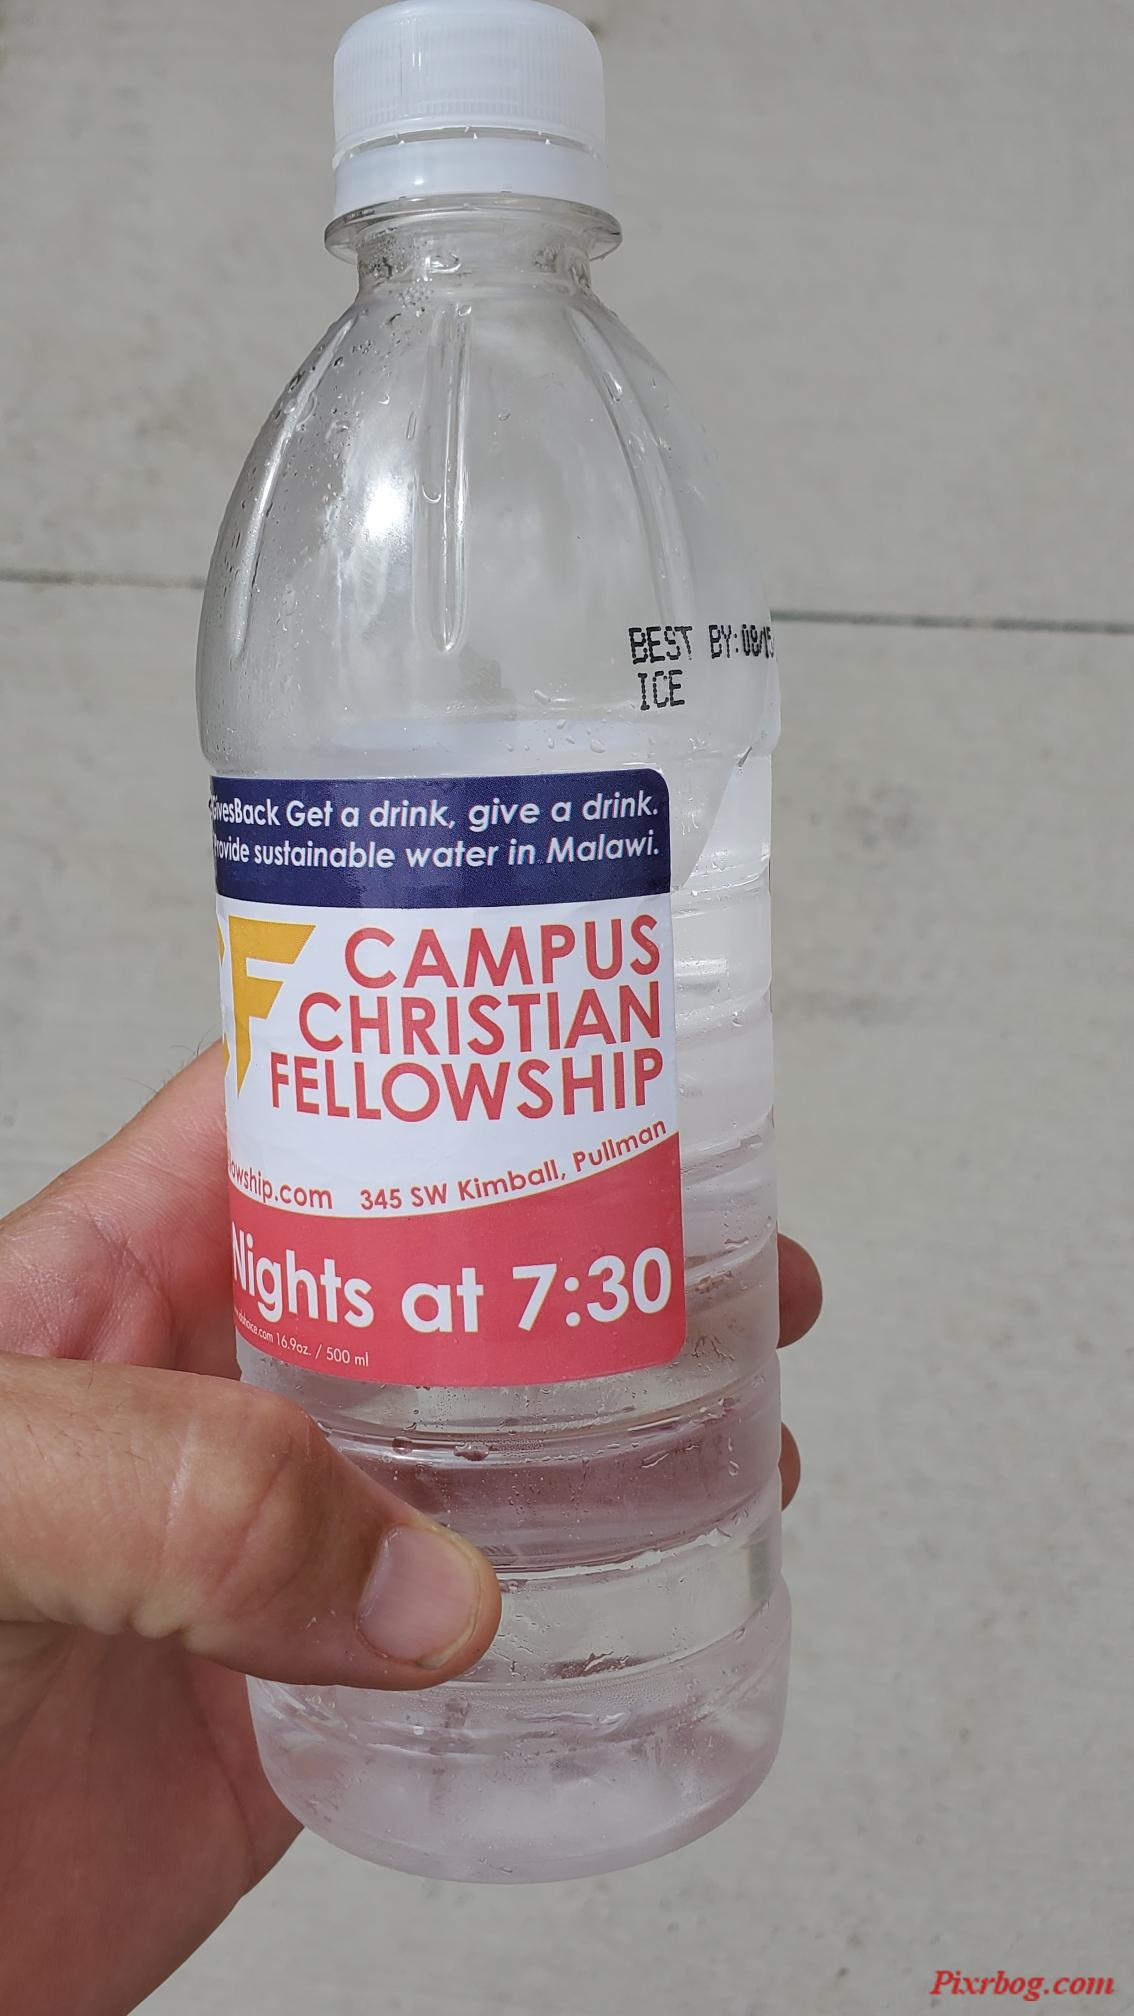 BEST BY:
ICE
Get a drink, give a drink.
sustainable water in Malawi.
CF
CAMPUS
CHRISTIAN
FELLOWSHIP
345 SW Kimball, Pullman
Nights at 7:30
16.9oz. / 500 ml
Pixrbog.com